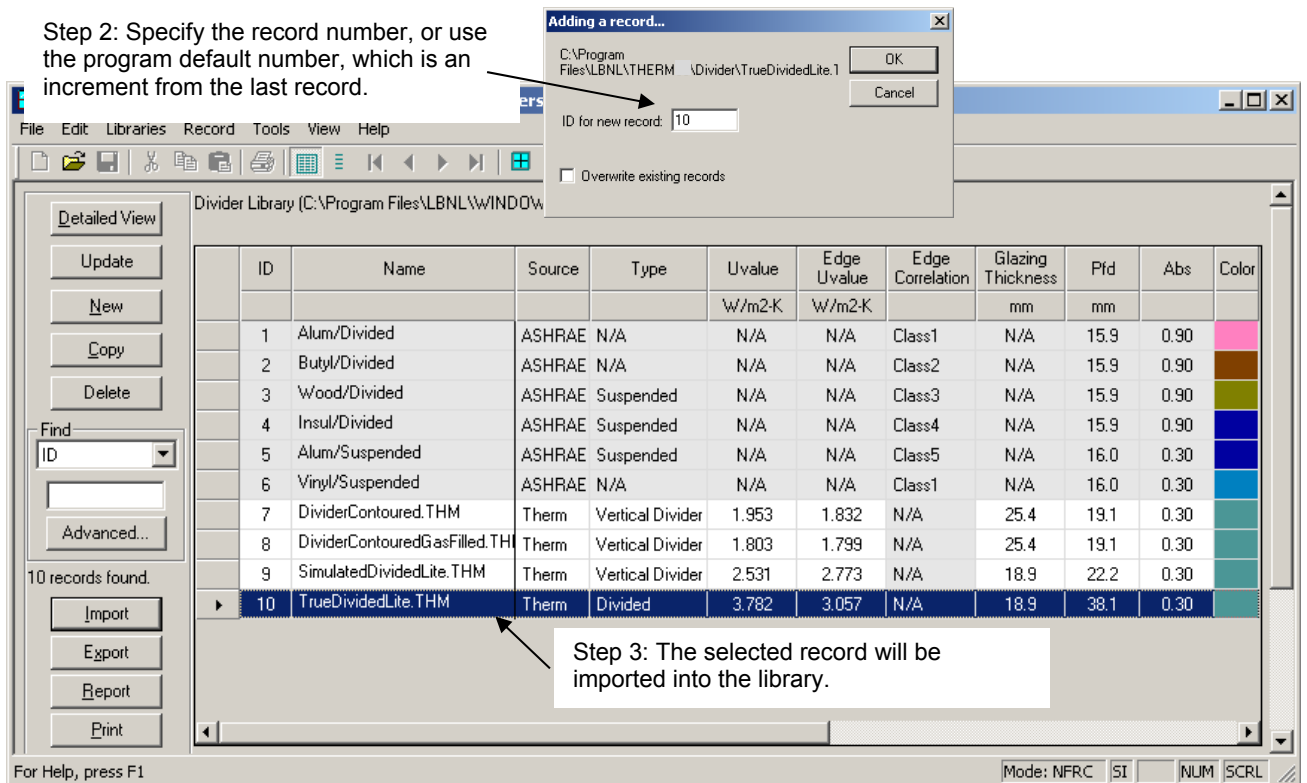 Step 2: Specify the record number, or use
the program default number, which is an
increment from the last record.
Adding a record...
C:\Program
Files\LBNL\THERM \Divider\TrueDividedLite.T
OK
Cancel
ID for new record: 10
Overwrite existing records
File Edit Libraries Record Tools View Help
Detailed View
Update
New
Copy
Delete
Find
ID
Advanced...
10 records found.
Import
Export
Report
Print
Divider Library (C:\Program Files\LBNL\WINDOW
ID Name Source Type Uvalue Edge Uvalue Edge Correlation Glazing Thickness Pfd Abs Color
W/m2-K W/m2-K mm mm
1 Alum/Divided ASHRAE N/A N/A N/A Class1 N/A 15.9 0.90
2 Butyl/Divided ASHRAE N/A N/A N/A Class2 N/A 15.9 0.90
3 Wood/Divided ASHRAE Suspended N/A N/A Class3 N/A 15.9 0.90
4 Insul/Divided ASHRAE Suspended N/A N/A Class4 N/A 15.9 0.90
5 Alum/Suspended ASHRAE Suspended N/A N/A Class5 N/A 16.0 0.30
6 Vinyl/Suspended ASHRAE N/A N/A N/A Class1 N/A 16.0 0.30
7 DividerContoured.THM Therm Vertical Divider 1.953 1.832 N/A 25.4 19.1 0.30
8 DividerContouredGasFilled.TH Therm Vertical Divider 1.803 1.799 N/A 25.4 19.1 0.30
9 SimulatedDividedLite.THM Therm Vertical Divider 2.531 2.773 N/A 18.9 22.2 0.30
10 TrueDividedLite.THM Therm Divided 3.782 3.057 N/A 18.9 38.1 0.30
Step 3: The selected record will be
imported into the library.
For Help, press F1
Mode: NFRC SI NUM SCRL